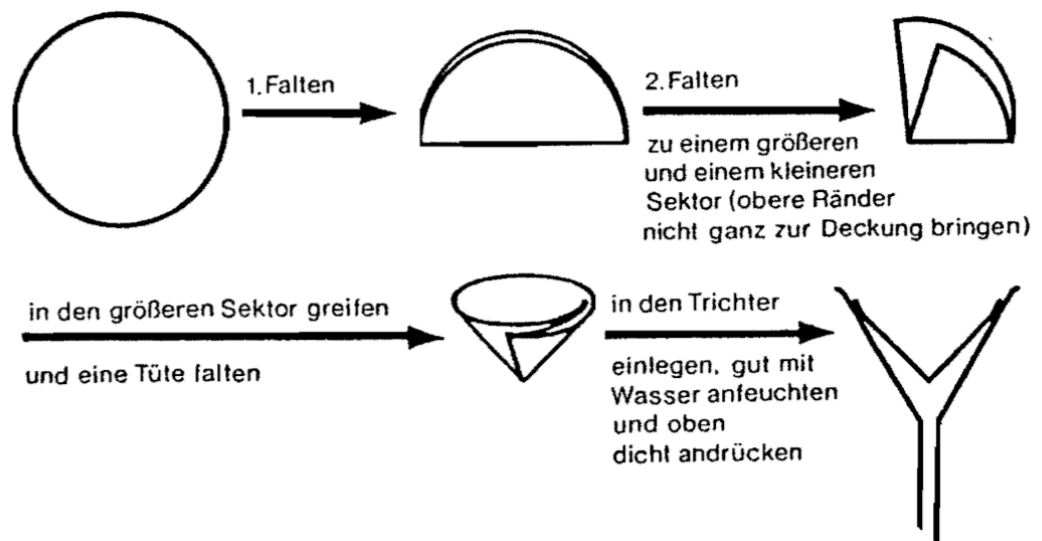 1. Falten
2. Falten
zu einem größeren
und einem kleineren
Sektor (obere Ränder
nicht ganz zur Deckung bringen)
in den größeren Sektor greifen
und eine Tüte falten
in den Trichter
einlegen, gut mit
Wasser anfeuchten
und oben
dicht andrücken